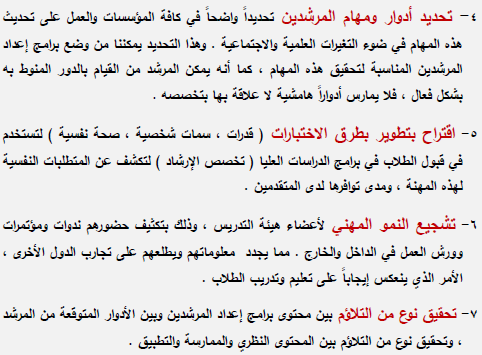 ٤- تحديد أدوار ومهام المرشدين تحديداً واضحاً في كافة المؤسسات والعمل على تحديث
هذه المهام في ضوء التغيرات العلمية والاجتماعية . وهذا التحديد يمكننا من وضع برامج إعداد
المرشدين المناسبة لتحقيق هذه المهام ، كما أنه يمكن المرشد من القيام بالدور المنوط به
بشكل فعال ، فلا يمارس أدواراً هامشية لا علاقة بها بتخصصه .
٥- اقتراح بتطوير بطرق الاختبارات ( قدرات ، سمات شخصية ، صحة نفسية ) لتستخدم
في قبول الطلاب في برامج الدراسات العليا ( تخصص الإرشاد ) لتكشف عن المتطلبات النفسية
لهذه المهنة ، ومدى توافرها لدى المتقدمين .
٦- تشجيع النمو المهني لأعضاء هيئة التدريس ، وذلك بتكثيف حضورهم ندوات ومؤتمرات
وورش العمل في الداخل والخارج . مما يجدد معلوماتهم ويطلعهم على تجارب الدول الأخرى ،
الأمر الذي ينعكس إيجاباً على تعليم وتدريب الطلاب .
٧- تحقيق نوع من التلاؤم بين محتوى برامج إعداد المرشدين وبين الأدوار المتوقعة من المرشد
، وتحقيق نوع من التلاؤم بين المحتوى النظري والممارسة والتطبيق .